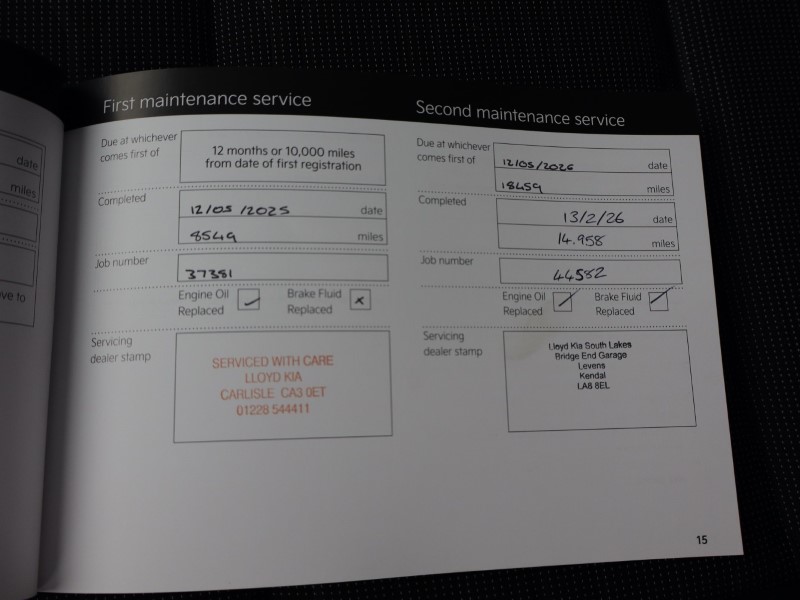 First maintenance service
Due at whichever
comes first of
12 months or 10,000 miles
from date of first registration
Completed
12/05/2025 date
8549 miles
Job number
37381
Engine Oil
Replaced
Brake Fluid
Replaced
Servicing
dealer stamp
SERVICED WITH CARE
LLOYD KIA
CARLISLE CA3 0ET
01228 544411
Second maintenance service
Due at whichever
comes first of
12/05/2026 date
18459 miles
Completed
13/2/26 date
14.958 miles
Job number
44582
Engine Oil
Replaced
Brake Fluid
Replaced
Servicing
dealer stamp
Lloyd Kia South Lakes
Bridge End Garage
Levens
Kendal
LA8 8EL
15
date
miles
ve to